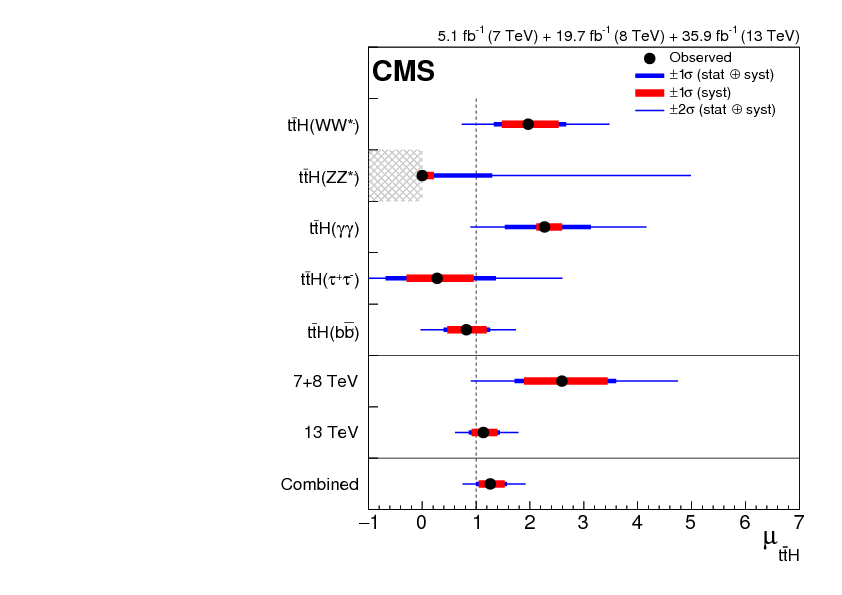 5.1 fb⁻¹ (7 TeV) + 19.7 fb⁻¹ (8 TeV) + 35.9 fb⁻¹ (13 TeV)
CMS
Observed
±1σ (stat ⊕ syst)
±1σ (syst)
±2σ (stat ⊕ syst)
tt̄H(WW*)
tt̄H(ZZ*)
tt̄H(γγ)
tt̄H(τ⁺τ⁻)
tt̄H(bb̄)
7+8 TeV
13 TeV
Combined
−1 0 1 2 3 4 5 6 7
μ tt̄H